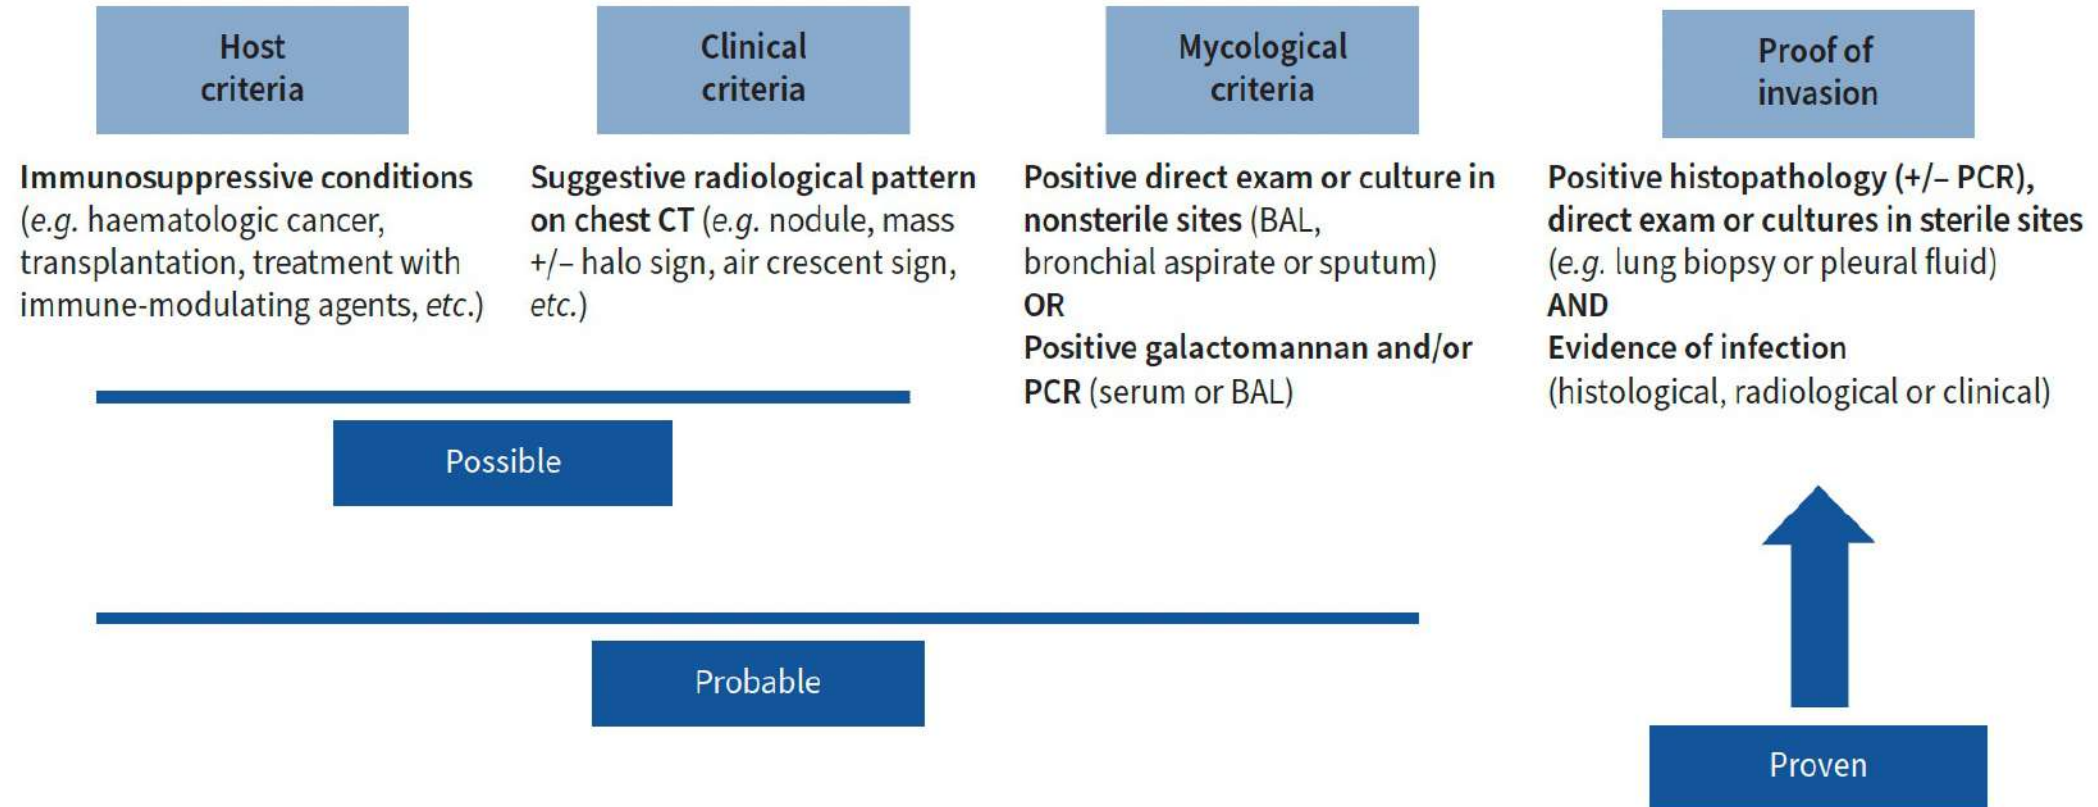 Host
criteria
Immunosuppressive conditions
(e.g. haematologic cancer,
transplantation, treatment with
immune-modulating agents, etc.)
Clinical
criteria
Suggestive radiological pattern
on chest CT (e.g. nodule, mass
+/– halo sign, air crescent sign,
etc.)
Mycological
criteria
Positive direct exam or culture in
nonsterile sites (BAL,
bronchial aspirate or sputum)
OR
Positive galactomannan and/or
PCR (serum or BAL)
Proof of
invasion
Positive histopathology (+/– PCR),
direct exam or cultures in sterile sites
(e.g. lung biopsy or pleural fluid)
AND
Evidence of infection
(histological, radiological or clinical)
Possible
Probable
Proven